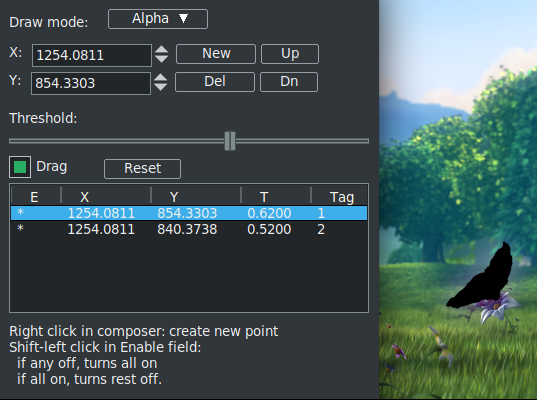 Draw mode: Alpha ▼
X: 1254.0811 New Up
Y: 854.3303 Del Dn
Threshold:
Drag Reset
E X Y T Tag
* 1254.0811 854.3303 0.6200 1
* 1254.0811 840.3738 0.5200 2
Right click in composer: create new point
Shift-left click in Enable field:
if any off, turns all on
if all on, turns rest off.